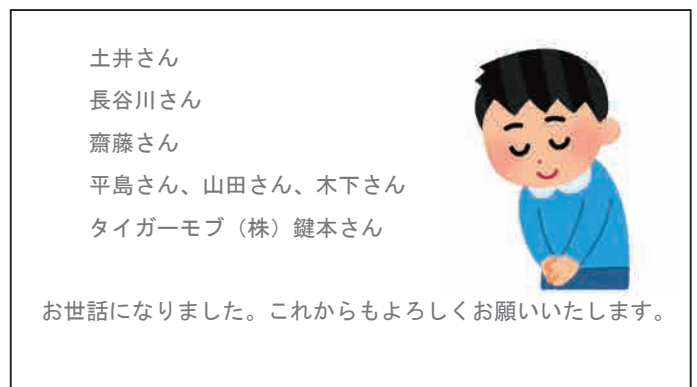 土井さん
長谷川さん
齋藤さん
平島さん、山田さん、木下さん
タイガーモブ（株）鍵本さん
お世話になりました。これからもよろしくお願いいたします。